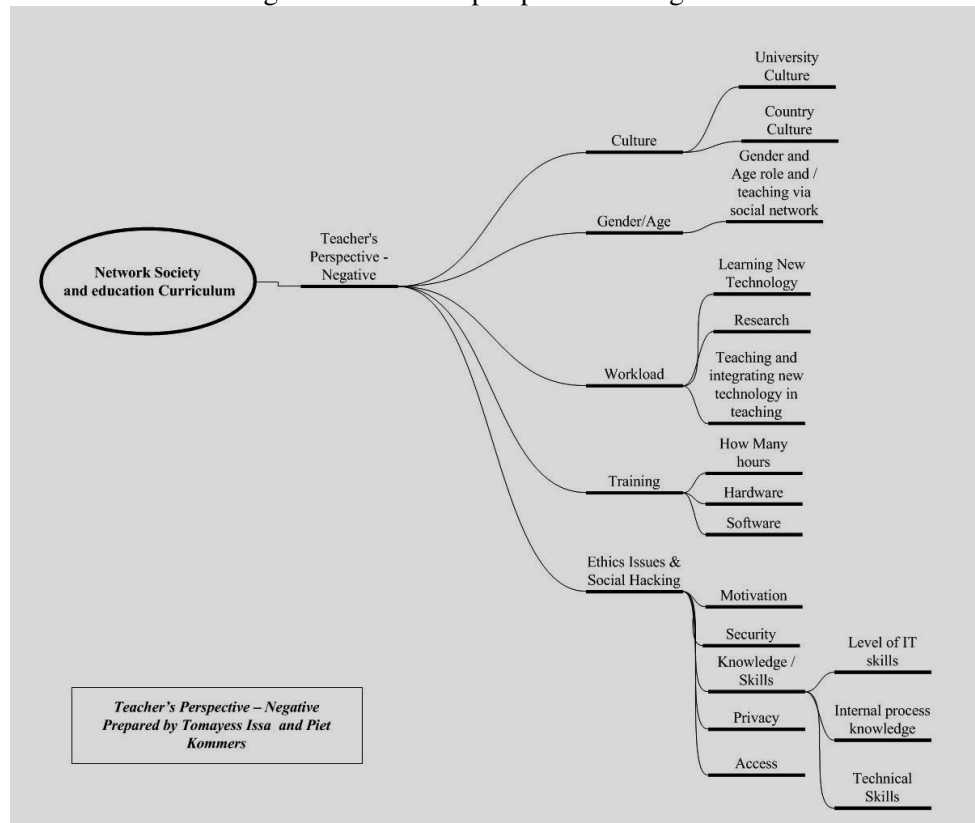 Network Society
and education Curriculum
Teacher's
Perspective -
Negative
Culture
University
Culture
Country
Culture
Gender/Age
Gender and
Age role and /
teaching via
social network
Workload
Learning New
Technology
Research
Teaching and
integrating new
technology in
teaching
Training
How Many
hours
Hardware
Software
Ethics Issues &
Social Hacking
Motivation
Security
Knowledge /
Skills
Level of IT
skills
Internal process
knowledge
Technical
Skills
Privacy
Access
Teacher's Perspective – Negative
Prepared by Tomayess Issa and Piet
Kommers